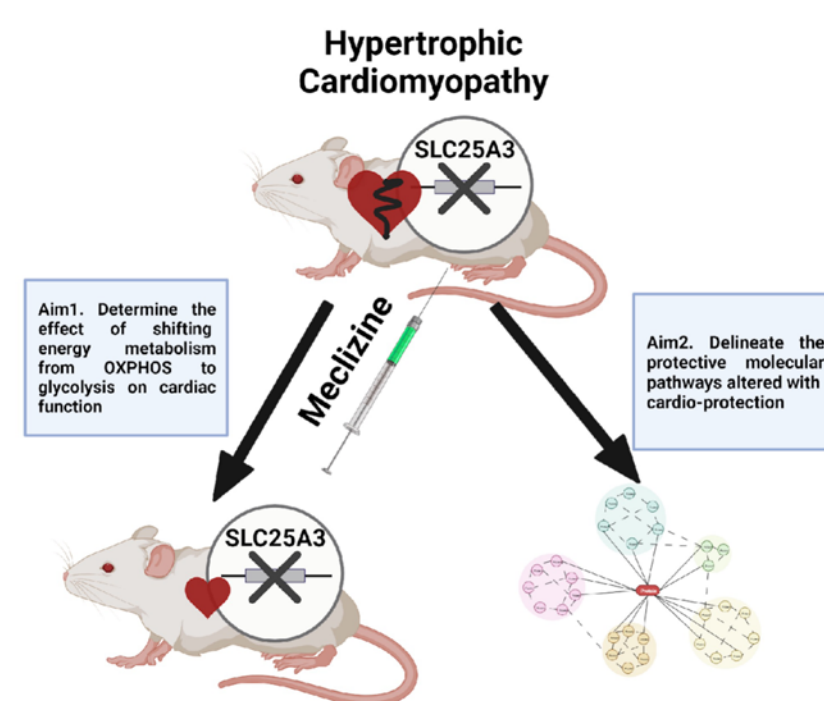 Hypertrophic
Cardiomyopathy
SLC25A3
Aim1. Determine the
effect of shifting
energy metabolism
from OXPHOS to
glycolysis on cardiac
function
Meclizine
Aim2. Delineate the
protective molecular
pathways altered with
cardio-protection
SLC25A3
Protein